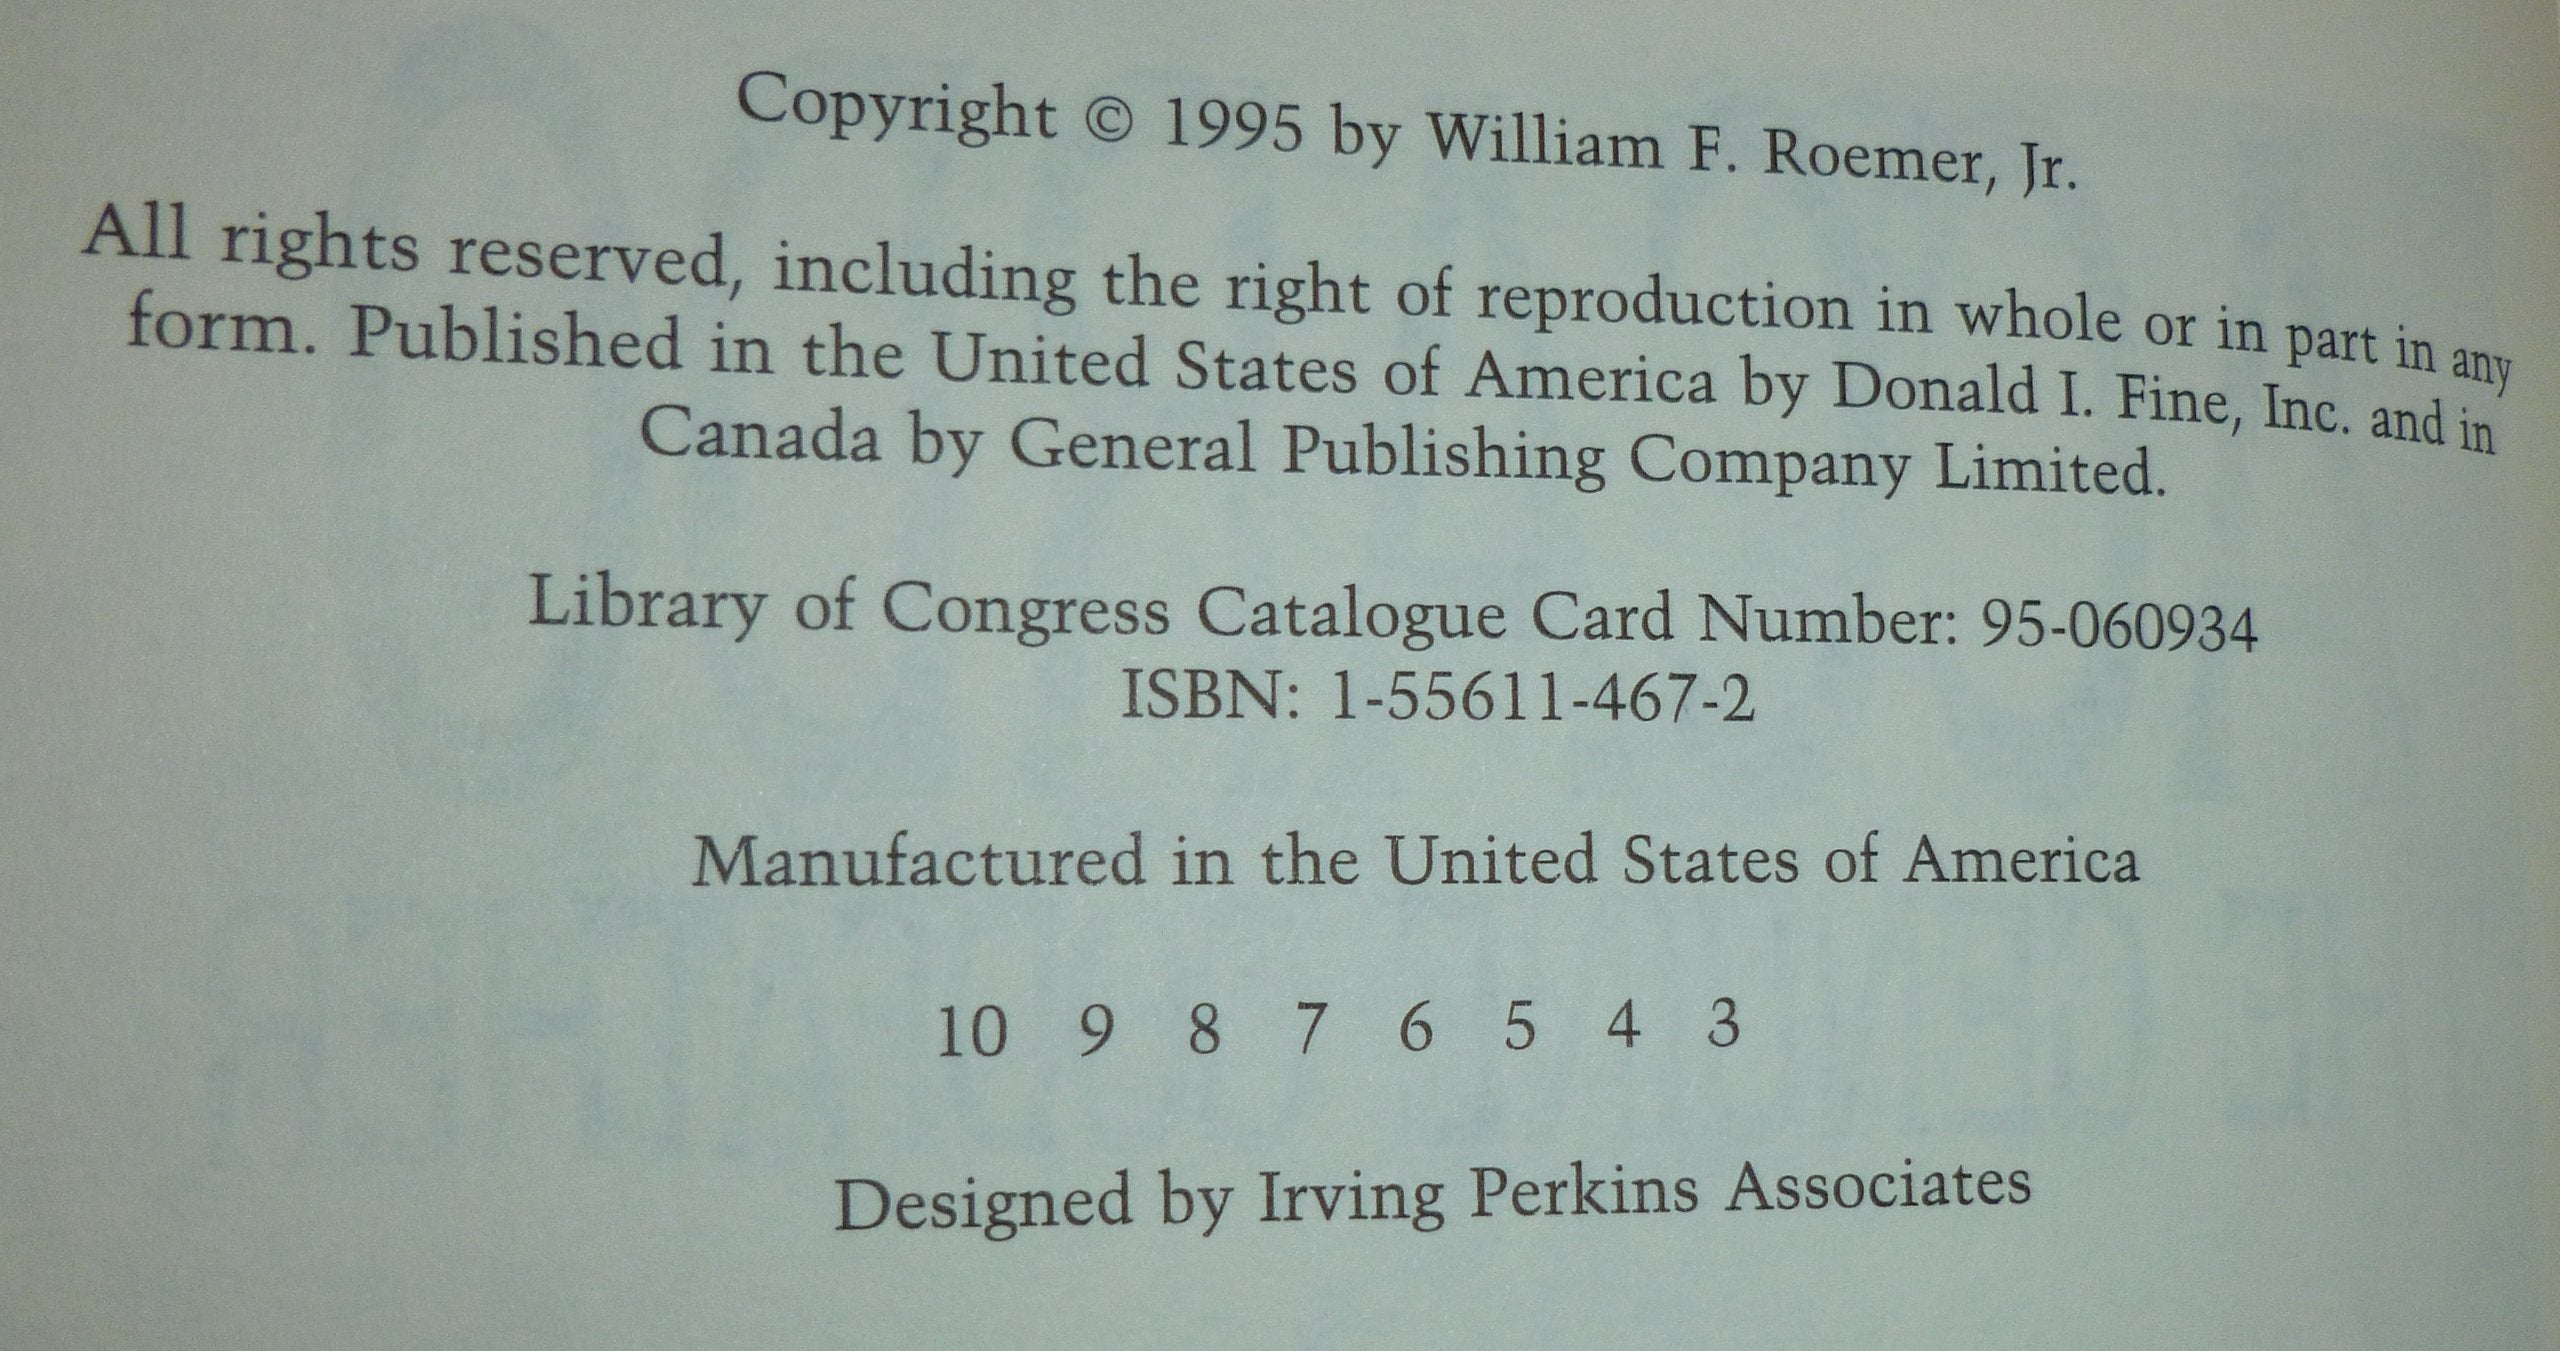 Copyright © 1995 by William F. Roemer, Jr.
All rights reserved, including the right of reproduction in whole or in part in any
form. Published in the United States of America by Donald I. Fine, Inc. and in
Canada by General Publishing Company Limited.
Library of Congress Catalogue Card Number: 95-060934
ISBN: 1-55611-467-2
Manufactured in the United States of America
10 9 8 7 6 5 4 3
Designed by Irving Perkins Associates